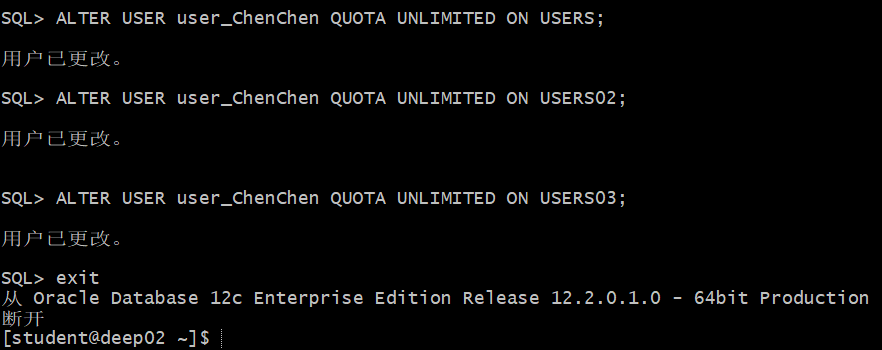 SQL> ALTER USER user_ChenChen QUOTA UNLIMITED ON USERS;
用户已更改。
SQL> ALTER USER user_ChenChen QUOTA UNLIMITED ON USERS02;
用户已更改。
SQL> ALTER USER user_ChenChen QUOTA UNLIMITED ON USERS03;
用户已更改。
SQL> exit
从 Oracle Database 12c Enterprise Edition Release 12.2.0.1.0 - 64bit Production
断开
[student@deep02 ~]$